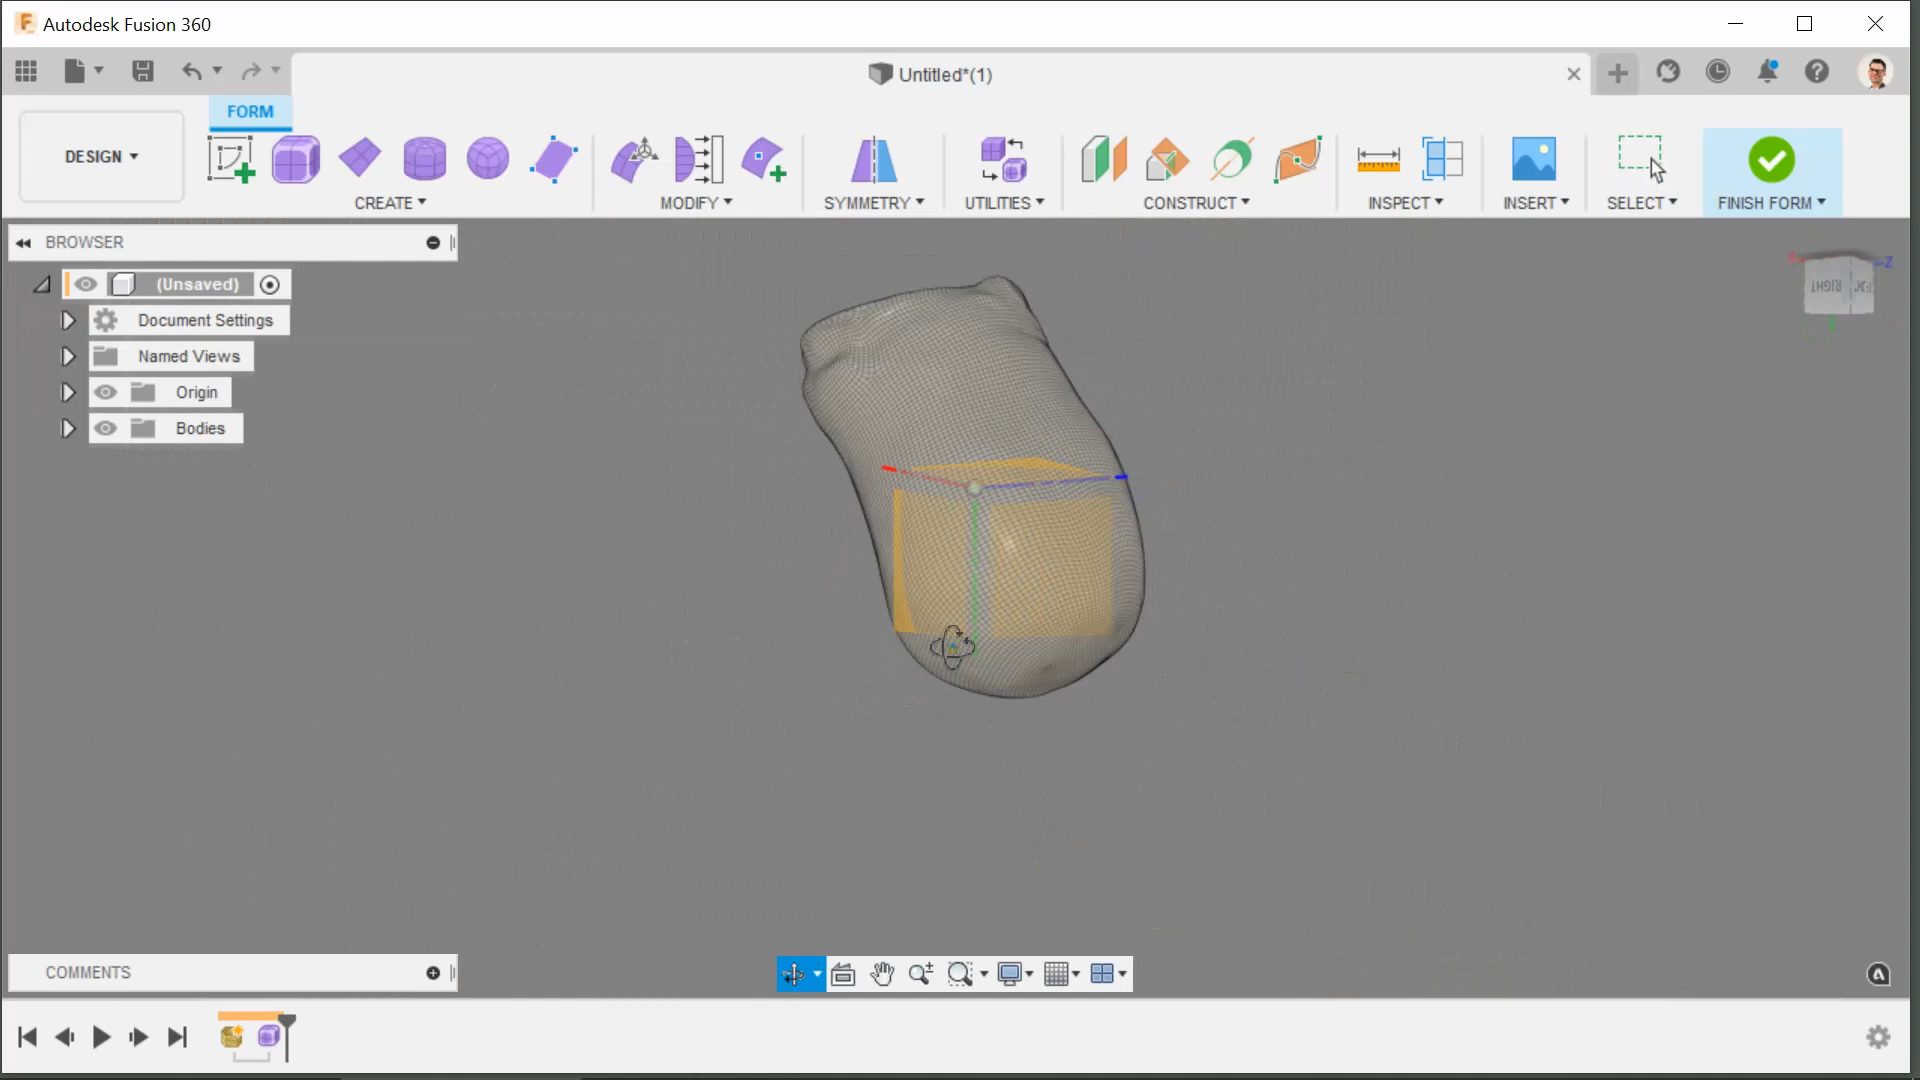 Autodesk Fusion 360
Untitled*(1)
FORM
DESIGN
CREATE
MODIFY
SYMMETRY
UTILITIES
CONSTRUCT
INSPECT
INSERT
SELECT
FINISH FORM
BROWSER
(Unsaved)
Document Settings
Named Views
Origin
Bodies
Z
RIGHT
COMMENTS